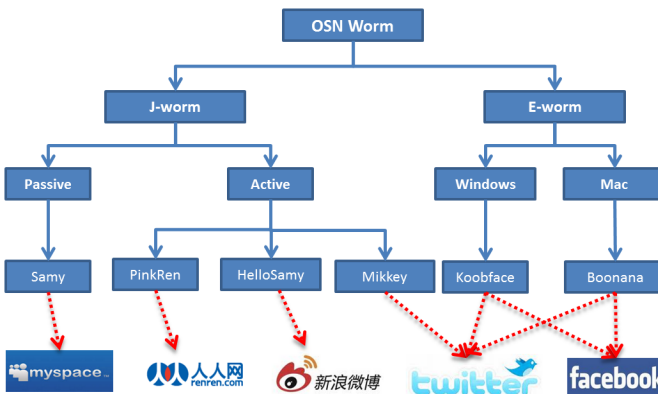 OSN Worm
J-worm
E-worm
Passive
Active
Windows
Mac
Samy
PinkRen
HelloSamy
Mikkey
Koobface
Boonana
myspace
人人网
renren.com
新浪微博
twitter
facebook